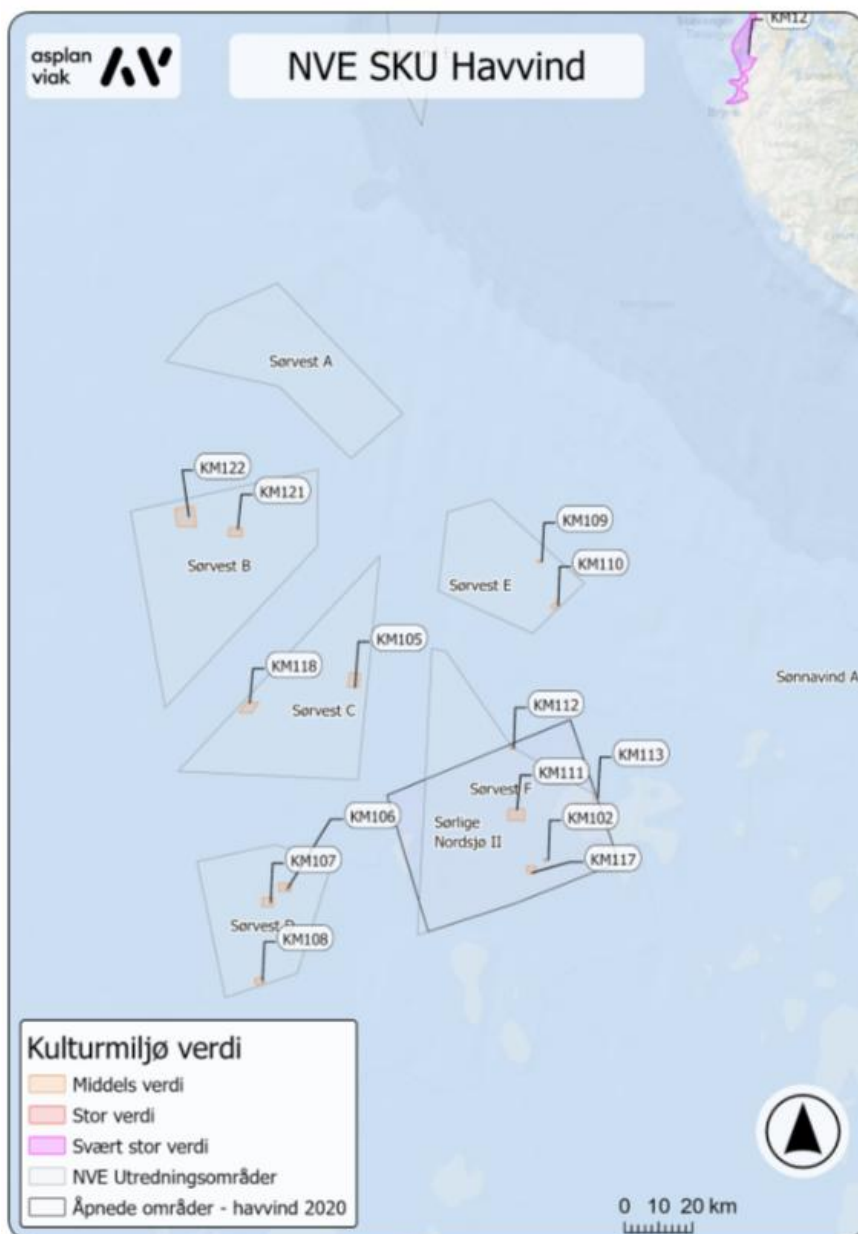 asplan
viak
NVE SKU Havvind
KM12
Sørvest A
KM122
KM121
Sørvest B
KM109
KM110
Sørvest E
KM105
KM118
Sørvest C
Sønnavind A
KM112
KM113
KM111
Sørvest F
KM106
Sørlige
Nordsjø II
KM102
KM107
KM117
Sørvest D
KM108
Kulturmiljø verdi
Middels verdi
Stor verdi
Svært stor verdi
NVE Utredningsområder
Åpnede områder - havvind 2020
0 10 20 km